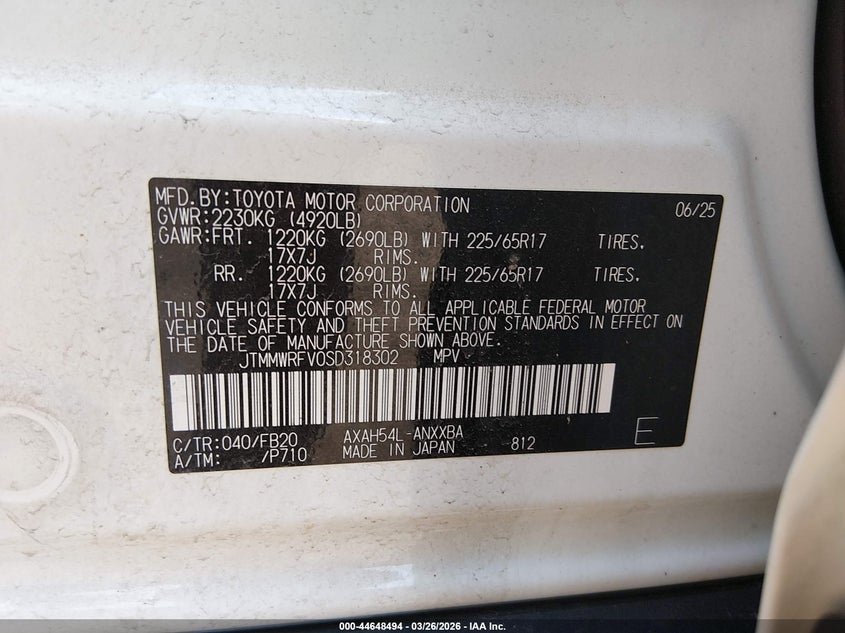 MFD.BY:TOYOTA MOTOR CORPORATION 06/25
GVWR:2230KG (4920LB)
GAWR:FRT. 1220KG (2690LB) WITH 225/65R17 TIRES.
17X7J RIMS.
RR. 1220KG (2690LB) WITH 225/65R17 TIRES.
17X7J RIMS.
THIS VEHICLE CONFORMS TO ALL APPLICABLE FEDERAL MOTOR
VEHICLE SAFETY AND THEFT PREVENTION STANDARDS IN EFFECT ON
THE DATE OF MANUFACTURE SHOWN ABOVE.
JTMMWRFV0SD318302 MPV
C/TR:040/FB20 AXAH54L-ANXXBA
A/TM: /P710 MADE IN JAPAN 812 E
000-44648494 - 03/26/2026 - IAA Inc.